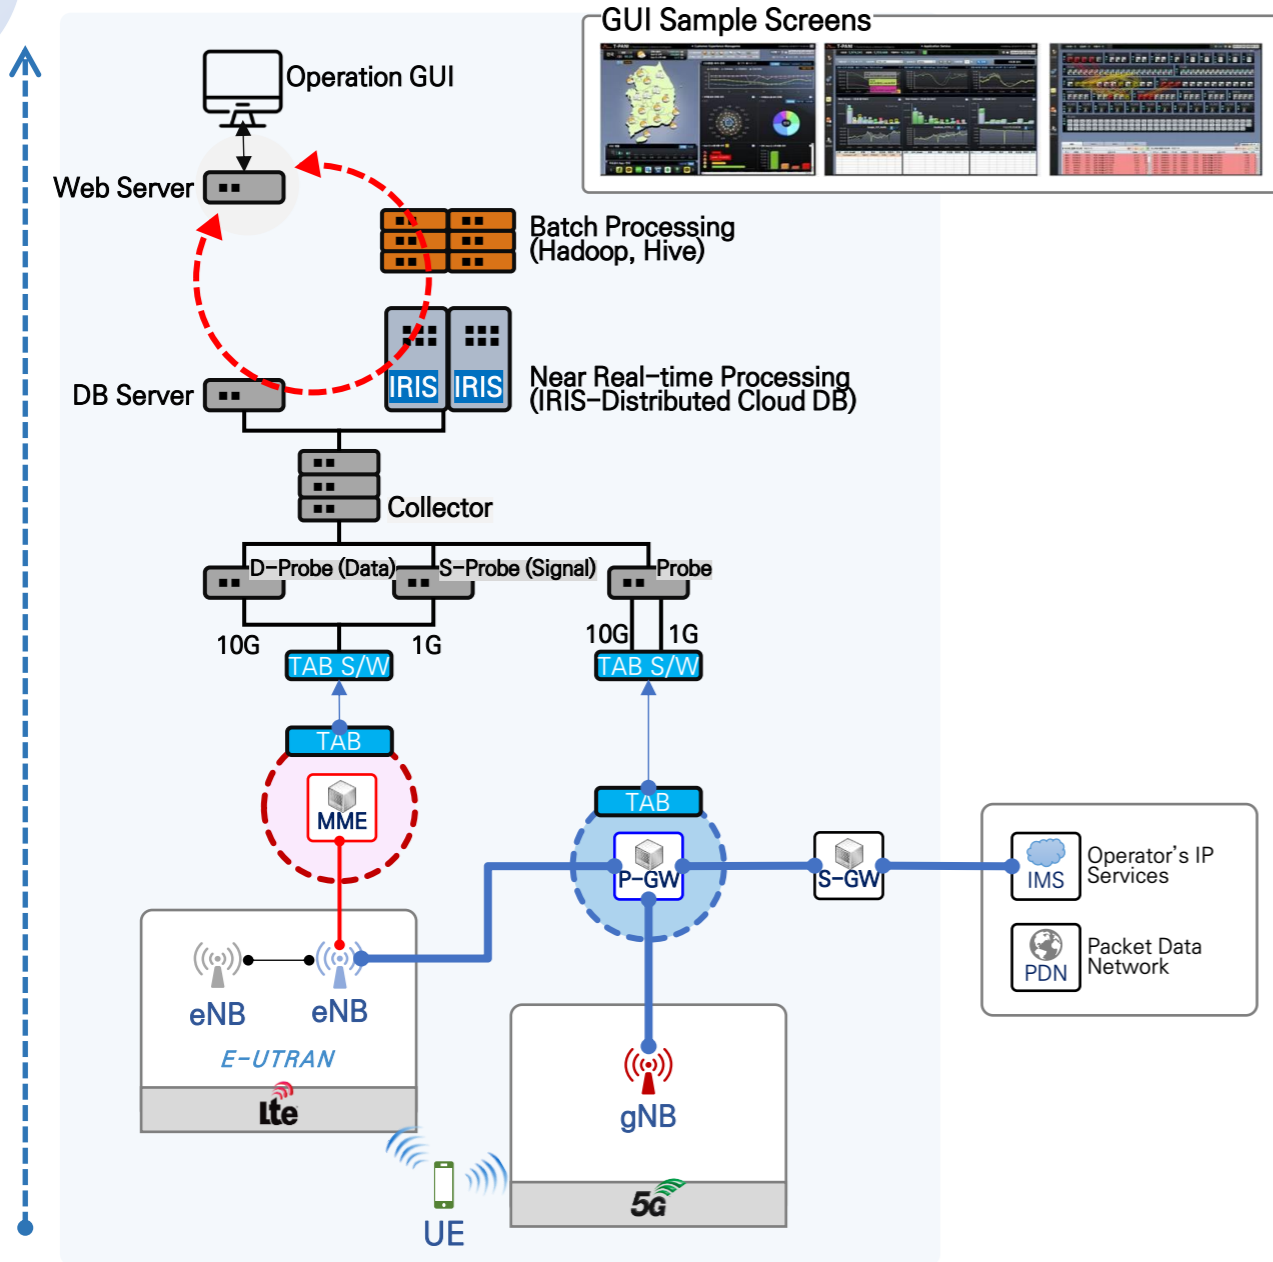 GUI Sample Screens
Operation GUI
Web Server
Batch Processing
(Hadoop, Hive)
DB Server
IRIS
IRIS
Near Real-time Processing
(IRIS-Distributed Cloud DB)
Collector
D-Probe (Data)
S-Probe (Signal)
Probe
10G
1G
10G
1G
TAB S/W
TAB S/W
TAB
TAB
MME
P-GW
S-GW
IMS
Operator's IP
Services
PDN
Packet Data
Network
eNB
eNB
E-UTRAN
lte
gNB
5G
UE